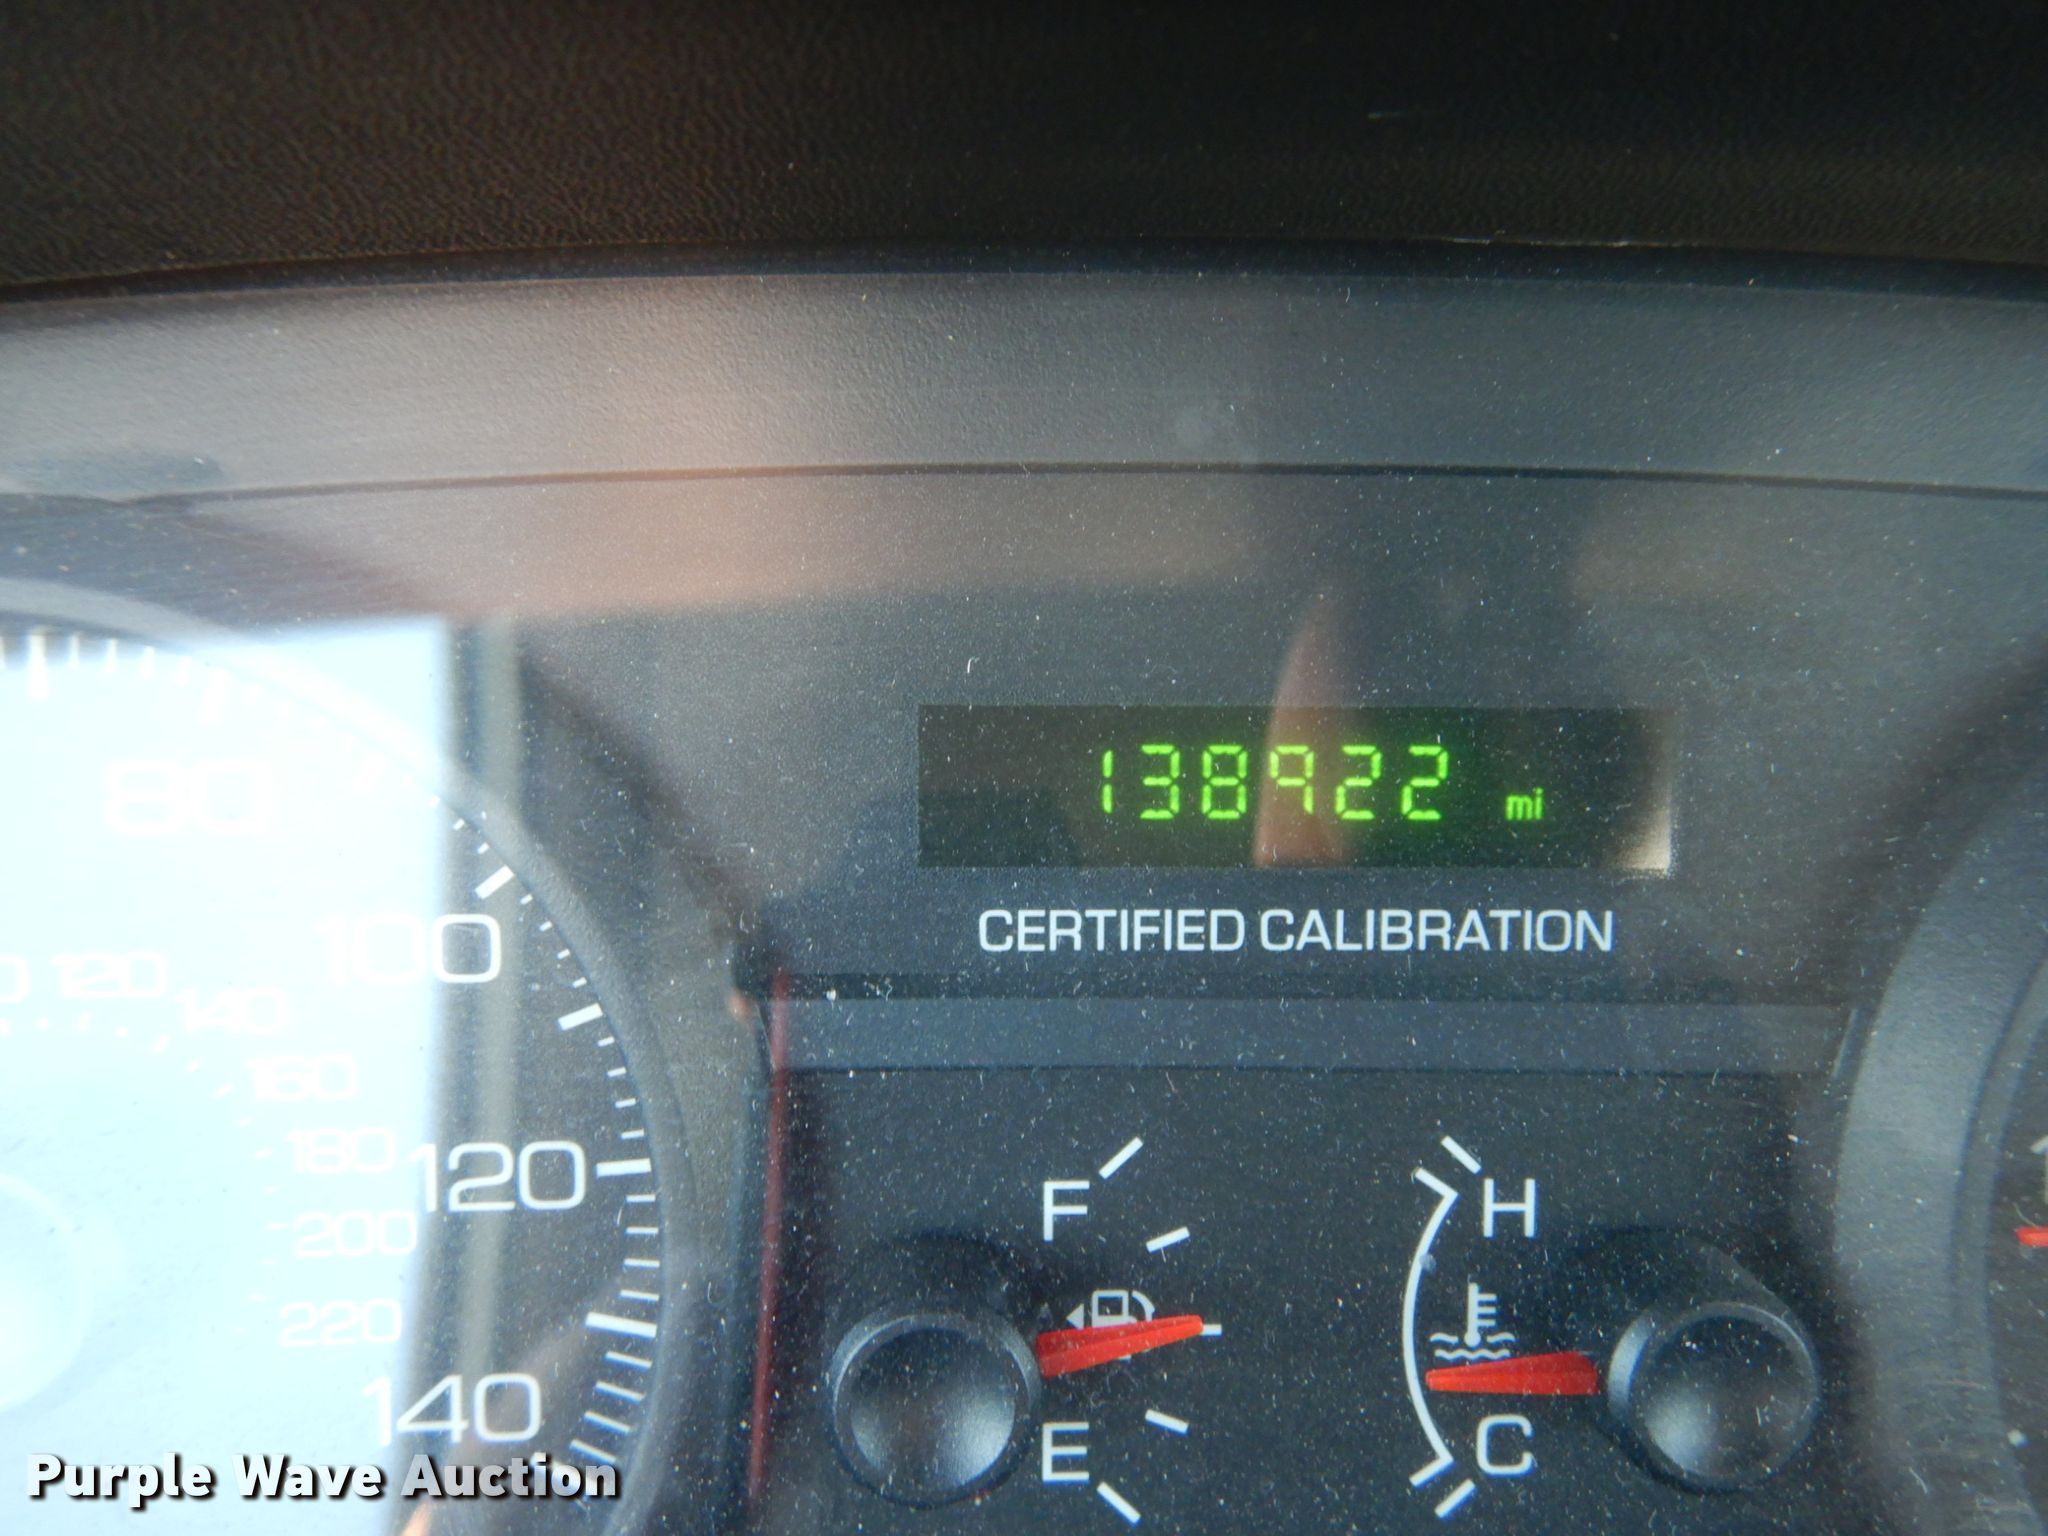 138922 mi
CERTIFIED CALIBRATION
80
100
120
140
160
180
120
200
220
140
F
H
E
C
Purple Wave Auction